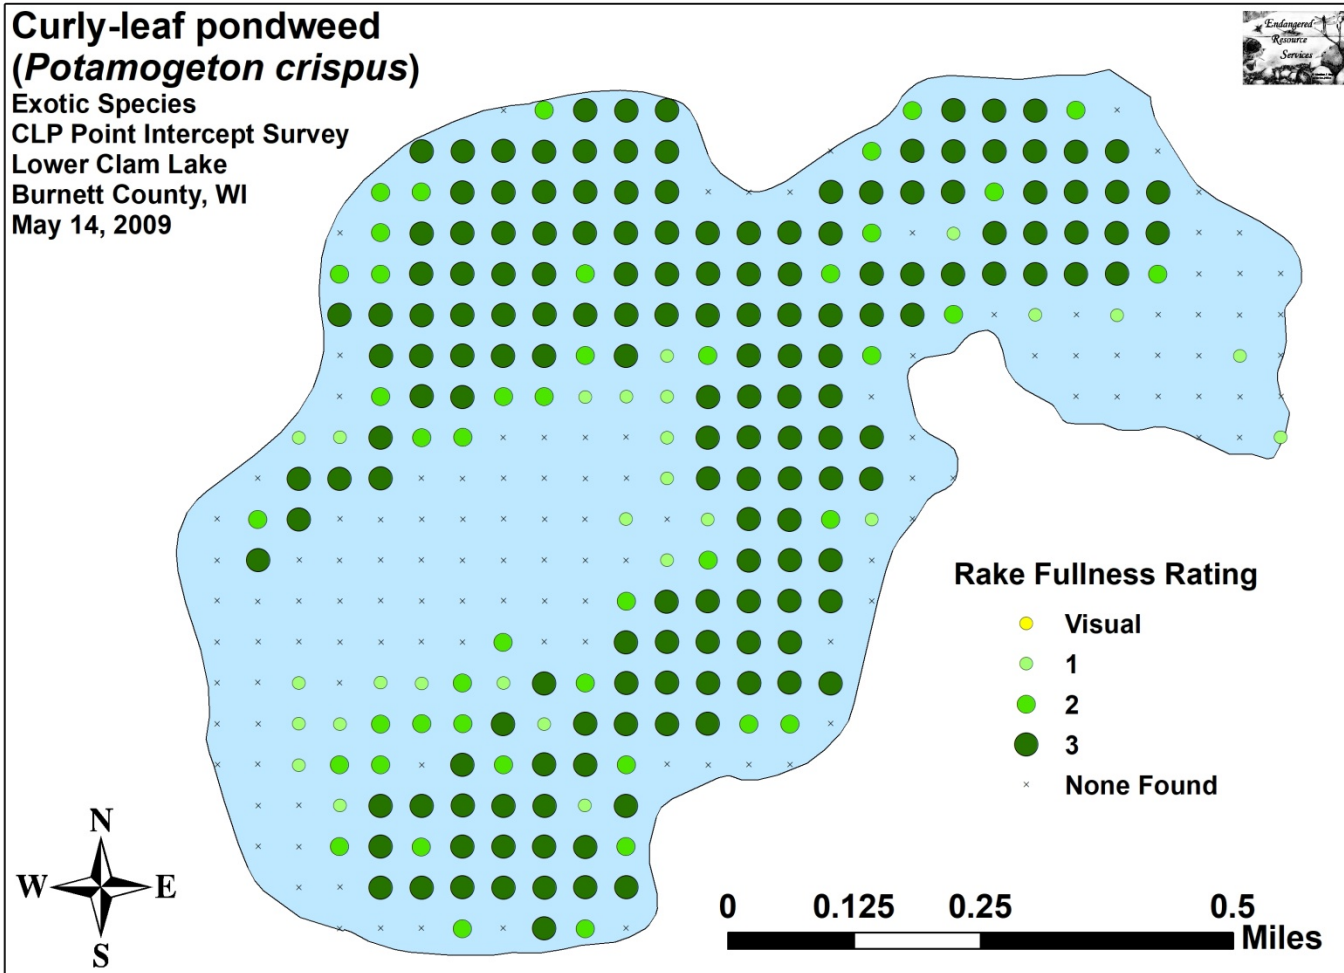 Curly-leaf pondweed
(Potamogeton crispus)
Exotic Species
CLP Point Intercept Survey
Lower Clam Lake
Burnett County, WI
May 14, 2009
Endangered
Resource
Services
Rake Fullness Rating
Visual
1
2
3
None Found
N
W E
S
0 0.125 0.25 0.5
Miles